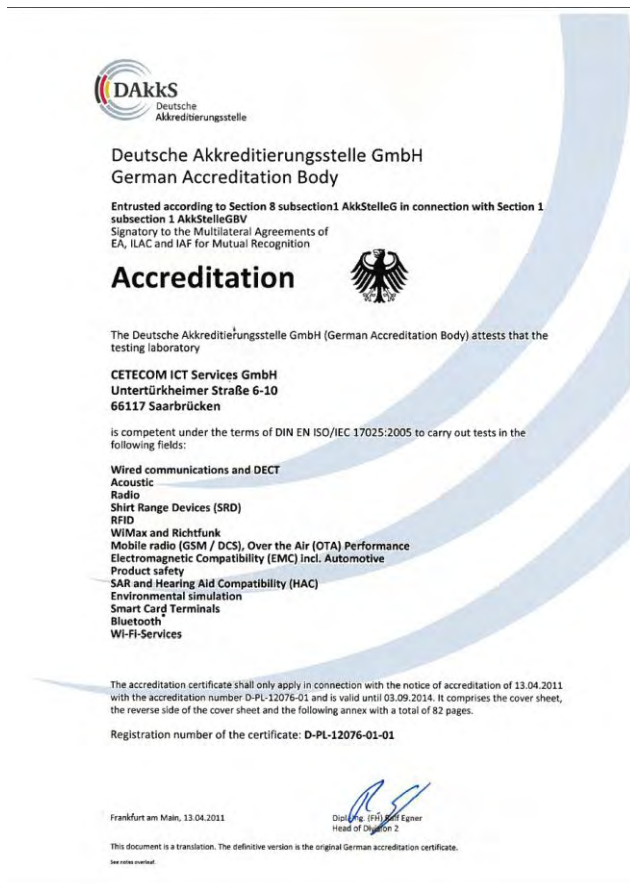 DAkkS
Deutsche
Akkreditierungsstelle
Deutsche Akkreditierungsstelle GmbH
German Accreditation Body
Entrusted according to Section 8 subsection1 AkkStelleG in connection with Section 1
subsection 1 AkkStelleGBV
Signatory to the Multilateral Agreements of
EA, ILAC and IAF for Mutual Recognition
Accreditation
The Deutsche Akkreditierungsstelle GmbH (German Accreditation Body) attests that the
testing laboratory
CETECOM ICT Services GmbH
Untertürkheimer Straße 6-10
66117 Saarbrücken
is competent under the terms of DIN EN ISO/IEC 17025:2005 to carry out tests in the
following fields:
Wired communications and DECT
Acoustic
Radio
Shirt Range Devices (SRD)
RFID
WiMax and Richtfunk
Mobile radio (GSM / DCS), Over the Air (OTA) Performance
Electromagnetic Compatibility (EMC) incl. Automotive
Product safety
SAR and Hearing Aid Compatibility (HAC)
Environmental simulation
Smart Card Terminals
Bluetooth
Wi-Fi-Services
The accreditation certificate shall only apply in connection with the notice of accreditation of 13.04.2011
with the accreditation number D-PL-12076-01 and is valid until 03.09.2014. It comprises the cover sheet,
the reverse side of the cover sheet and the following annex with a total of 82 pages.
Registration number of the certificate: D-PL-12076-01-01
Frankfurt am Main, 13.04.2011
Dipl.-Ing. (FH) Ralf Egner
Head of Division 2
This document is a translation. The definitive version is the original German accreditation certificate.
See notes overleaf.